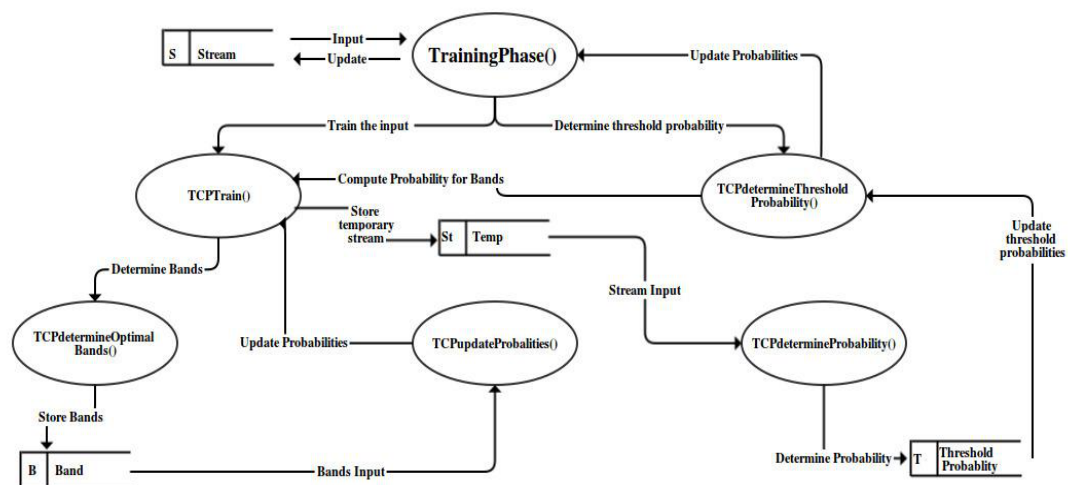 Input
S Stream
Update
TrainingPhase()
Update Probabilities
Train the input
Determine threshold probability
TCPTrain()
Compute Probability for Bands
TCPdetermineThreshold
Probability()
Store
temporary
stream
St Temp
Update
threshold
probabilities
Determine Bands
Stream Input
TCPdetermineOptimal
Bands()
Update Probabilities
TCPupdateProbalities()
TCPdetermineProbability()
Store Bands
B Band
Bands Input
Determine Probability
T Threshold
Probablity